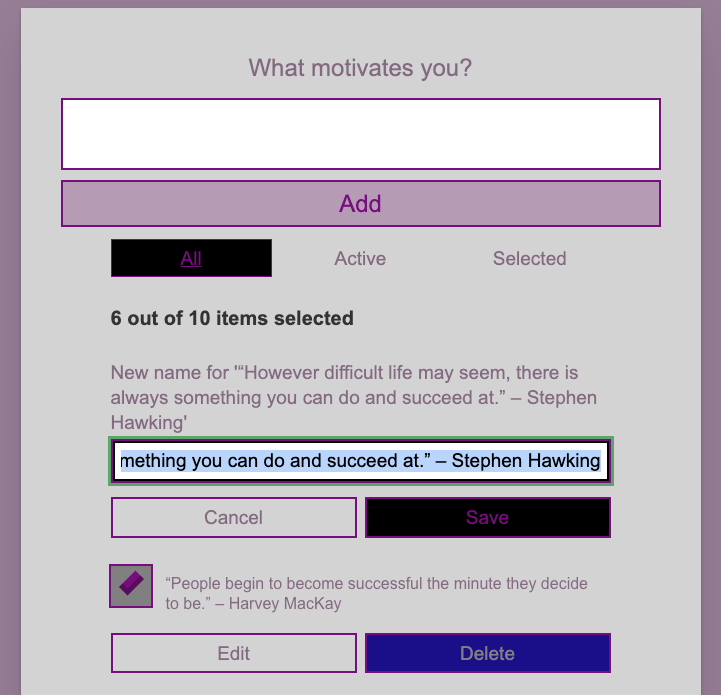 What motivates you?
Add
All
Active
Selected
6 out of 10 items selected
New name for '“However difficult life may seem, there is
always something you can do and succeed at.” – Stephen
Hawking'
mething you can do and succeed at.” – Stephen Hawking
Cancel
Save
“People begin to become successful the minute they decide
to be.” – Harvey MacKay
Edit
Delete